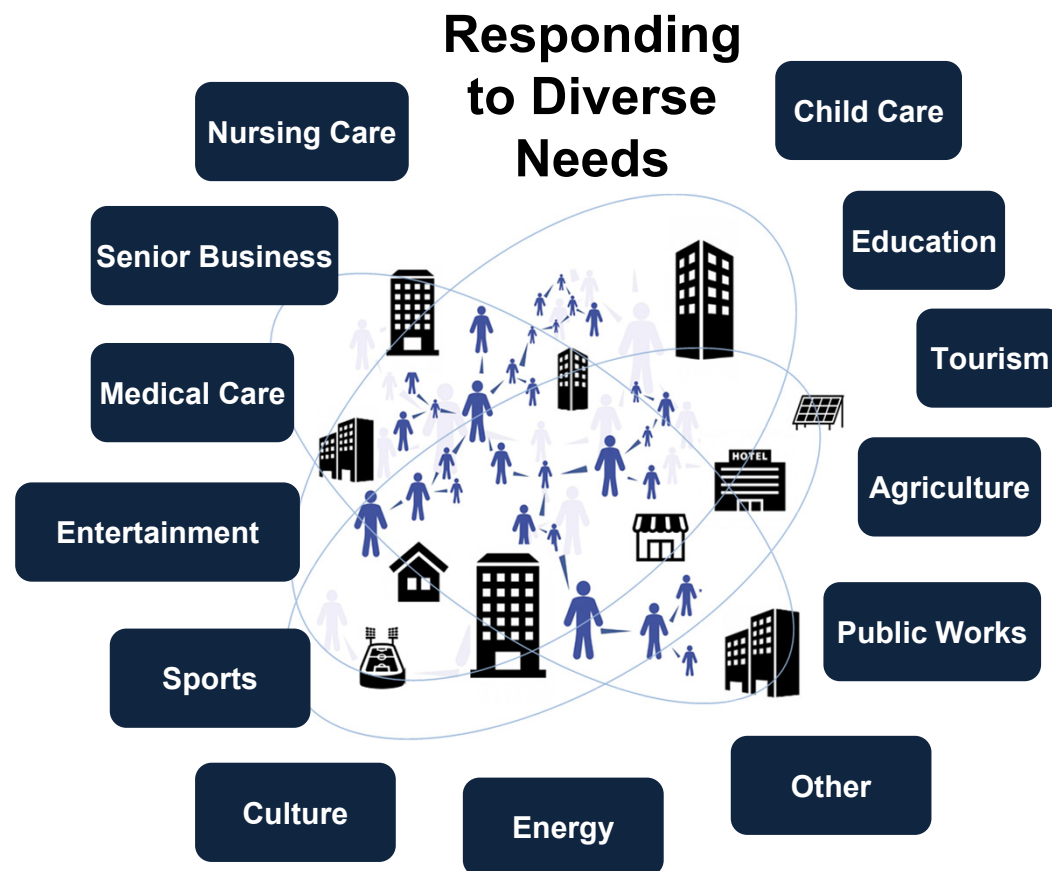 Responding
to Diverse
Needs
Nursing Care
Child Care
Senior Business
Education
Tourism
Medical Care
HOTEL
Agriculture
Entertainment
Public Works
Sports
Other
Culture
Energy